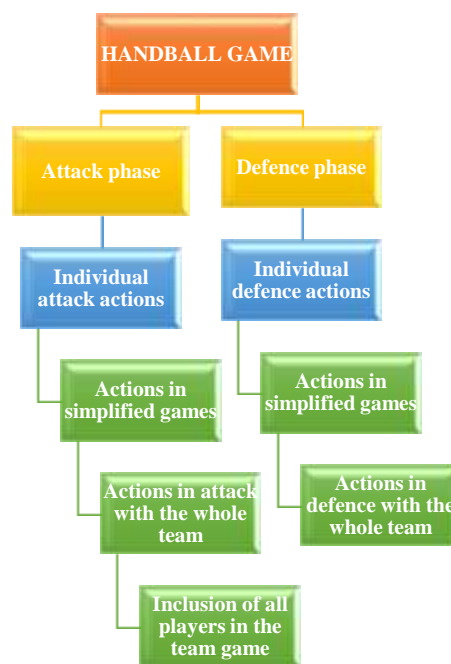 HANDBALL GAME
Attack phase
Defence phase
Individual
attack actions
Individual
defence actions
Actions in
simplified games
Actions in
simplified games
Actions in attack
with the whole
team
Actions in
defence with the
whole team
Inclusion of all
players in the
team game